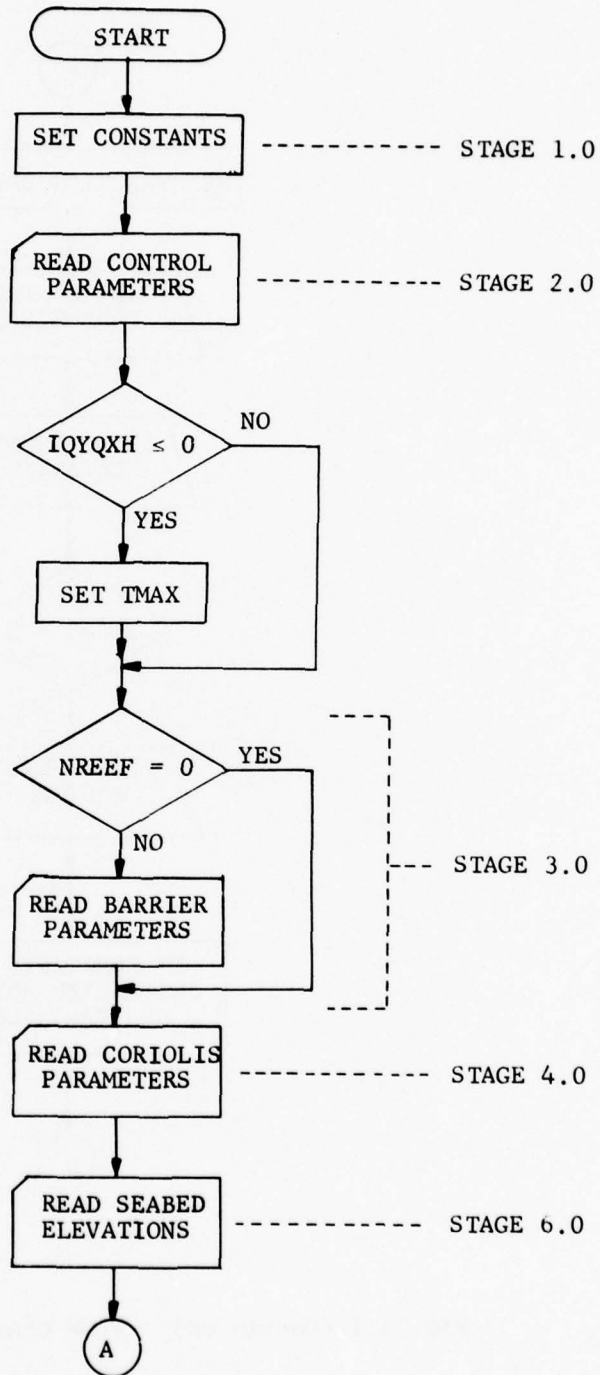 START
SET CONSTANTS
STAGE 1.0
READ CONTROL
PARAMETERS
STAGE 2.0
IQYQXH ≤ 0
NO
YES
SET TMAX
NREEF = 0
YES
NO
READ BARRIER
PARAMETERS
STAGE 3.0
READ CORIOLIS
PARAMETERS
STAGE 4.0
READ SEABED
ELEVATIONS
STAGE 6.0
A